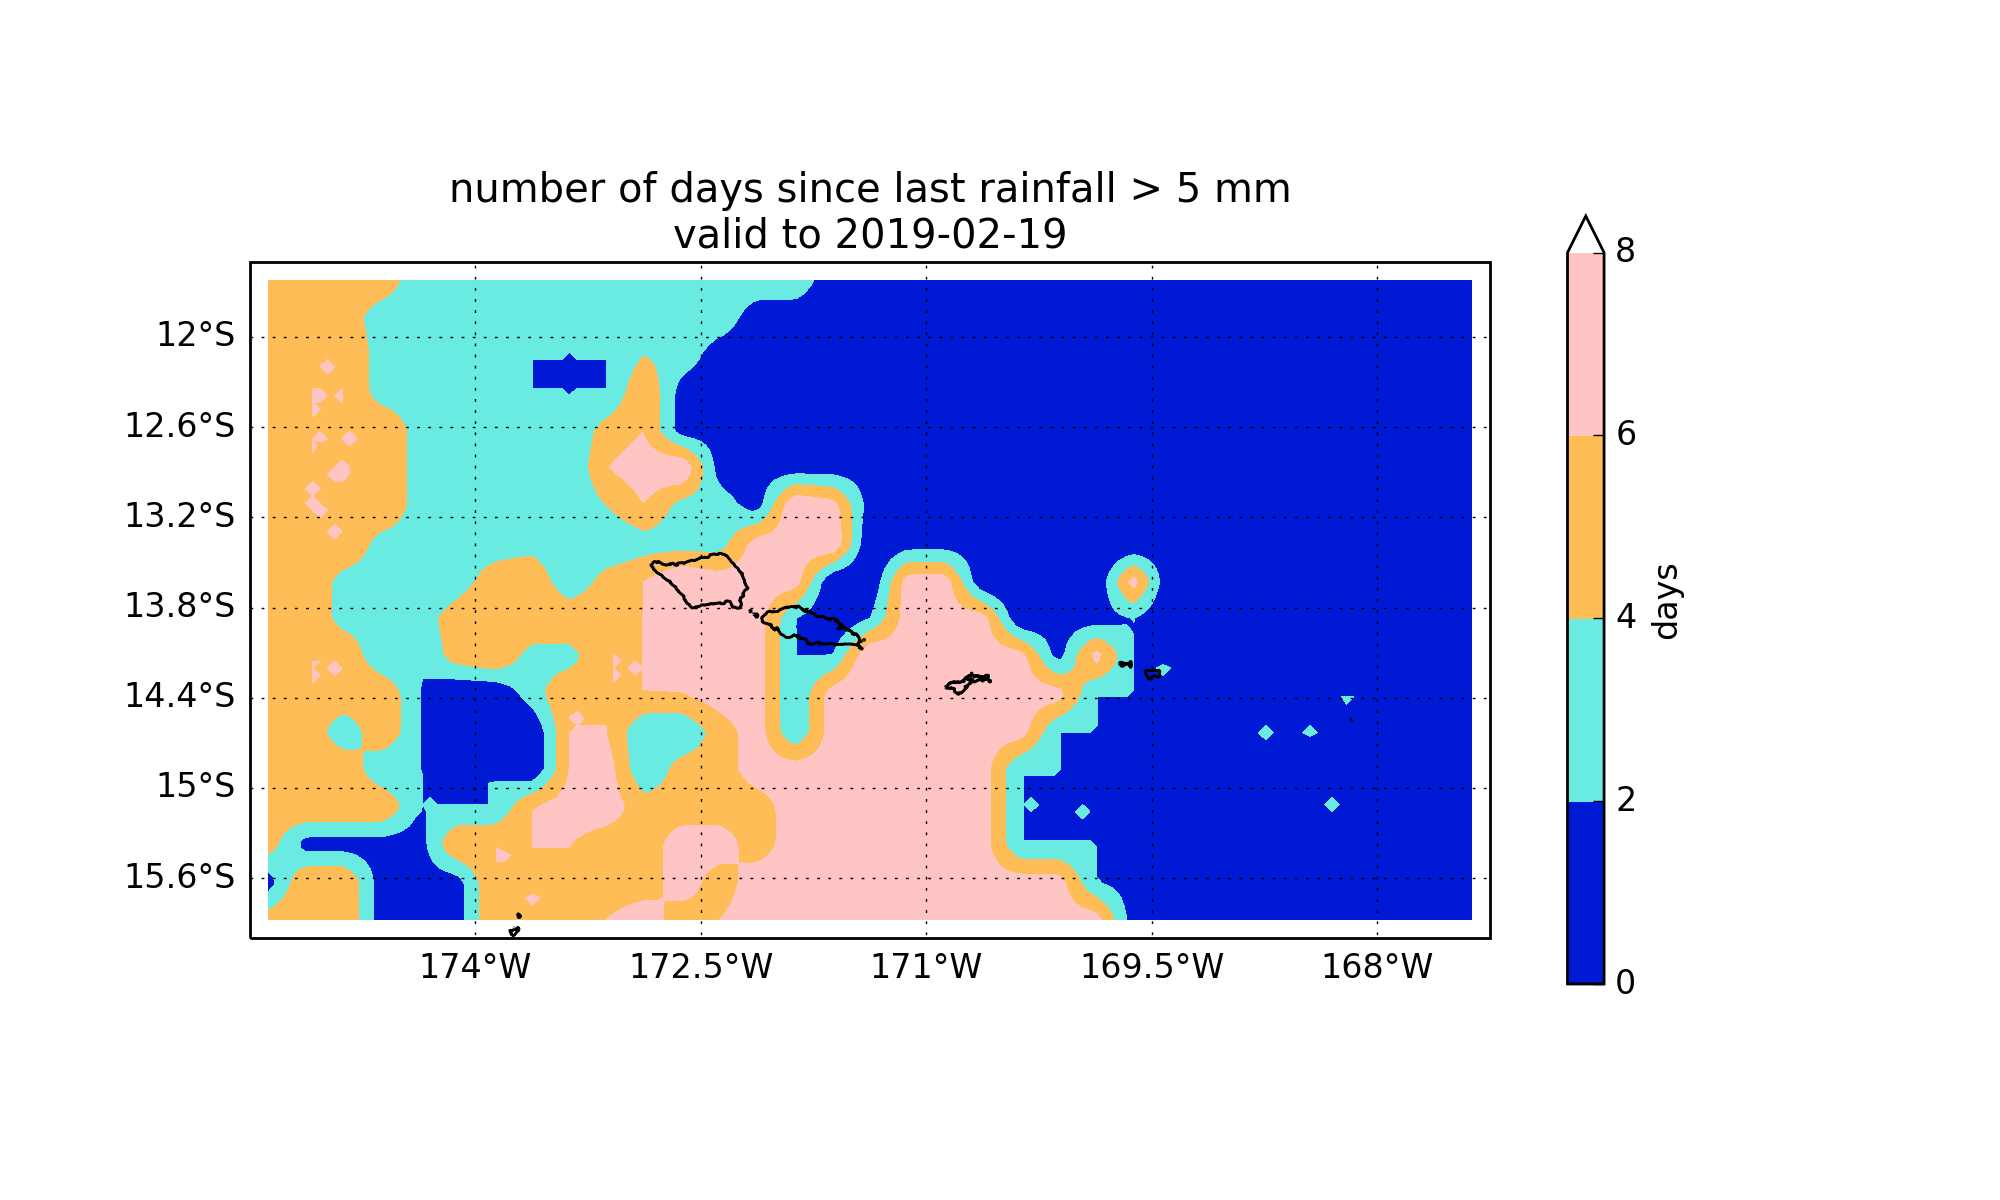 number of days since last rainfall > 5 mm
valid to 2019-02-19
12°S
12.6°S
13.2°S
13.8°S
14.4°S
15°S
15.6°S
174°W
172.5°W
171°W
169.5°W
168°W
8
6
4
2
0
days